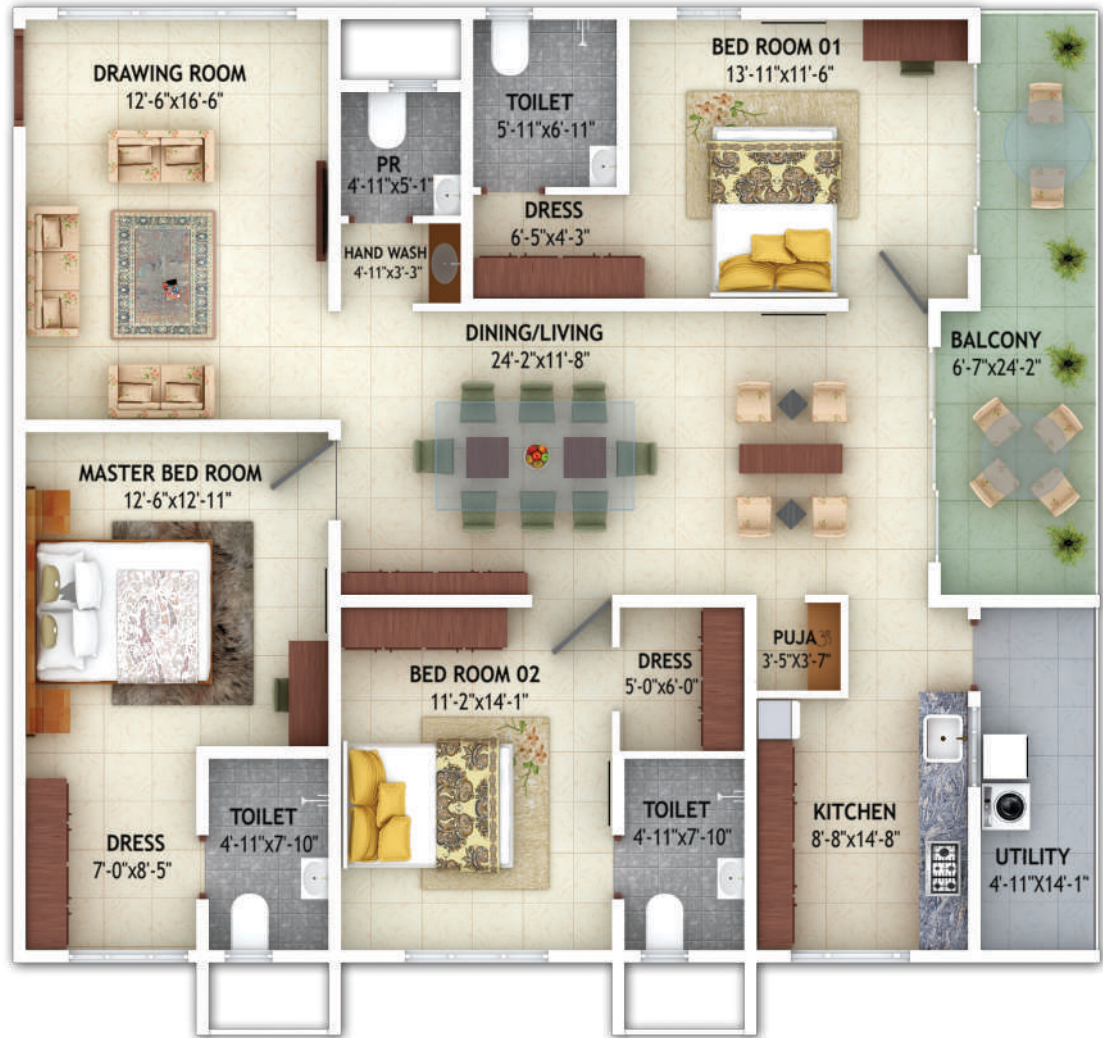 DRAWING ROOM
12'-6"x16'-6"
PR
4'-11"x5'-1"
HAND WASH
4'-11"x3'-3"
TOILET
5'-11"x6'-11"
DRESS
6'-5"x4'-3"
BED ROOM 01
13'-11"x11'-6"
DINING/LIVING
24'-2"x11'-8"
BALCONY
6'-7"x24'-2"
MASTER BED ROOM
12'-6"x12'-11"
BED ROOM 02
11'-2"x14'-1"
DRESS
5'-0"x6'-0"
PUJA
3'-5"X3'-7"
DRESS
7'-0"x8'-5"
TOILET
4'-11"x7'-10"
TOILET
4'-11"x7'-10"
KITCHEN
8'-8"x14'-8"
UTILITY
4'-11"X14'-1"